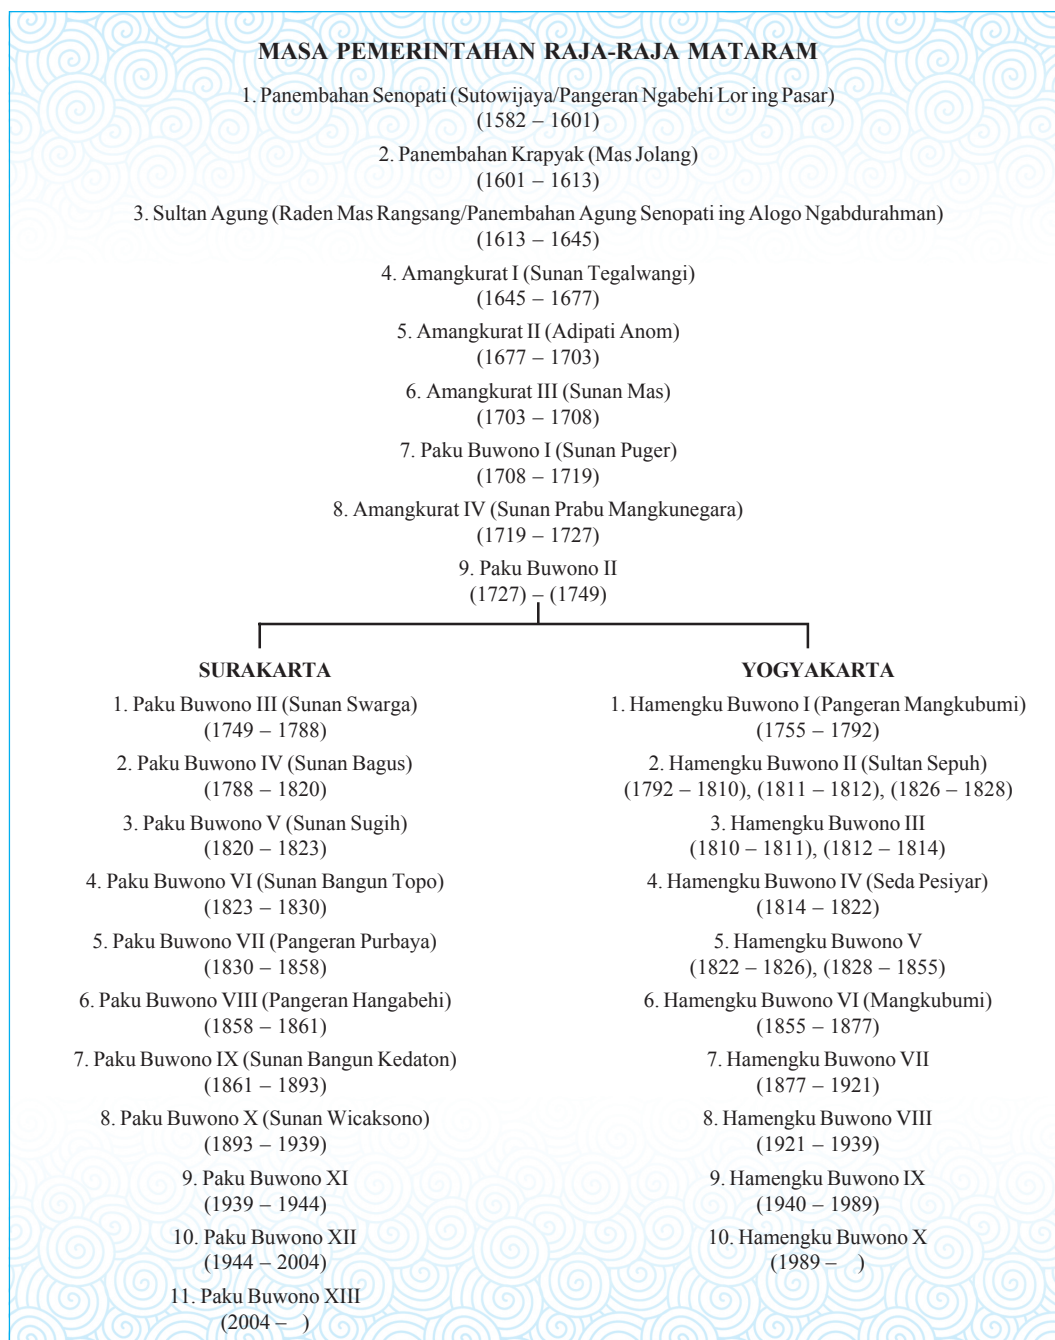 MASA PEMERINTAHAN RAJA-RAJA MATARAM
1. Panembahan Senopati (Sutowijaya/Pangeran Ngabehi Lor ing Pasar)
(1582 – 1601)
2. Panembahan Krapyak (Mas Jolang)
(1601 – 1613)
3. Sultan Agung (Raden Mas Rangsang/Panembahan Agung Senopati ing Alogo Ngabdurahman)
(1613 – 1645)
4. Amangkurat I (Sunan Tegalwangi)
(1645 – 1677)
5. Amangkurat II (Adipati Anom)
(1677 – 1703)
6. Amangkurat III (Sunan Mas)
(1703 – 1708)
7. Paku Buwono I (Sunan Puger)
(1708 – 1719)
8. Amangkurat IV (Sunan Prabu Mangkunegara)
(1719 – 1727)
9. Paku Buwono II
(1727) – (1749)
SURAKARTA
1. Paku Buwono III (Sunan Swarga)
(1749 – 1788)
2. Paku Buwono IV (Sunan Bagus)
(1788 – 1820)
3. Paku Buwono V (Sunan Sugih)
(1820 – 1823)
4. Paku Buwono VI (Sunan Bangun Topo)
(1823 – 1830)
5. Paku Buwono VII (Pangeran Purbaya)
(1830 – 1858)
6. Paku Buwono VIII (Pangeran Hangabehi)
(1858 – 1861)
7. Paku Buwono IX (Sunan Bangun Kedaton)
(1861 – 1893)
8. Paku Buwono X (Sunan Wicaksono)
(1893 – 1939)
9. Paku Buwono XI
(1939 – 1944)
10. Paku Buwono XII
(1944 – 2004)
11. Paku Buwono XIII
(2004 – )
YOGYAKARTA
1. Hamengku Buwono I (Pangeran Mangkubumi)
(1755 – 1792)
2. Hamengku Buwono II (Sultan Sepuh)
(1792 – 1810), (1811 – 1812), (1826 – 1828)
3. Hamengku Buwono III
(1810 – 1811), (1812 – 1814)
4. Hamengku Buwono IV (Seda Pesiyar)
(1814 – 1822)
5. Hamengku Buwono V
(1822 – 1826), (1828 – 1855)
6. Hamengku Buwono VI (Mangkubumi)
(1855 – 1877)
7. Hamengku Buwono VII
(1877 – 1921)
8. Hamengku Buwono VIII
(1921 – 1939)
9. Hamengku Buwono IX
(1940 – 1989)
10. Hamengku Buwono X
(1989 – )